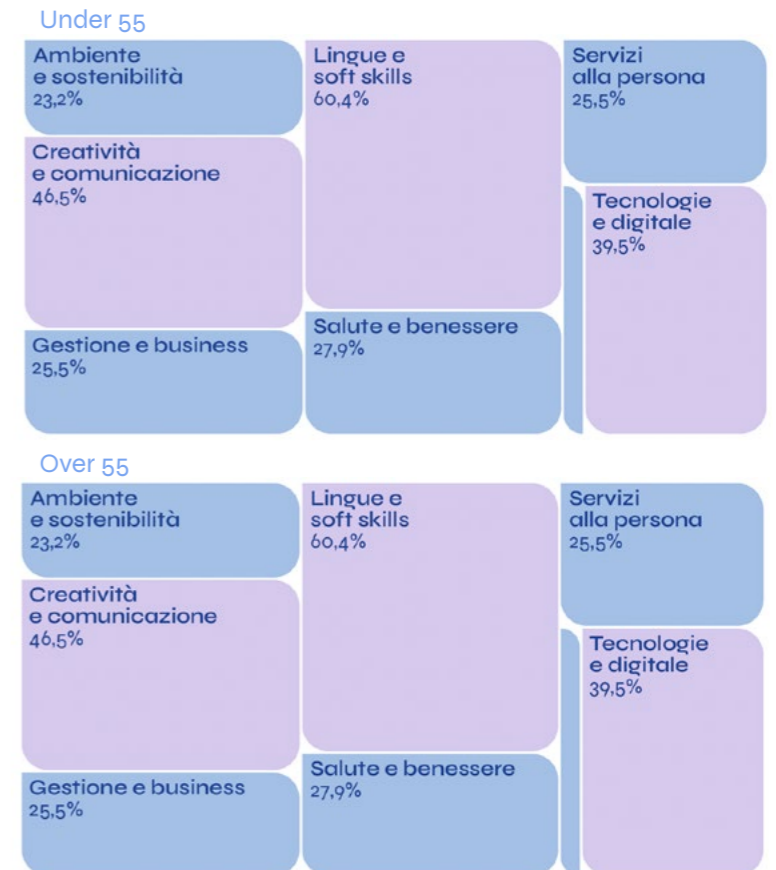 Under 55
Ambiente
e sostenibilità
23,2%
Creatività
e comunicazione
46,5%
Gestione e business
25,5%
Lingue e
soft skills
60,4%
Salute e benessere
27,9%
Servizi
alla persona
25,5%
Tecnologie
e digitale
39,5%
Over 55
Ambiente
e sostenibilità
23,2%
Creatività
e comunicazione
46,5%
Gestione e business
25,5%
Lingue e
soft skills
60,4%
Salute e benessere
27,9%
Servizi
alla persona
25,5%
Tecnologie
e digitale
39,5%